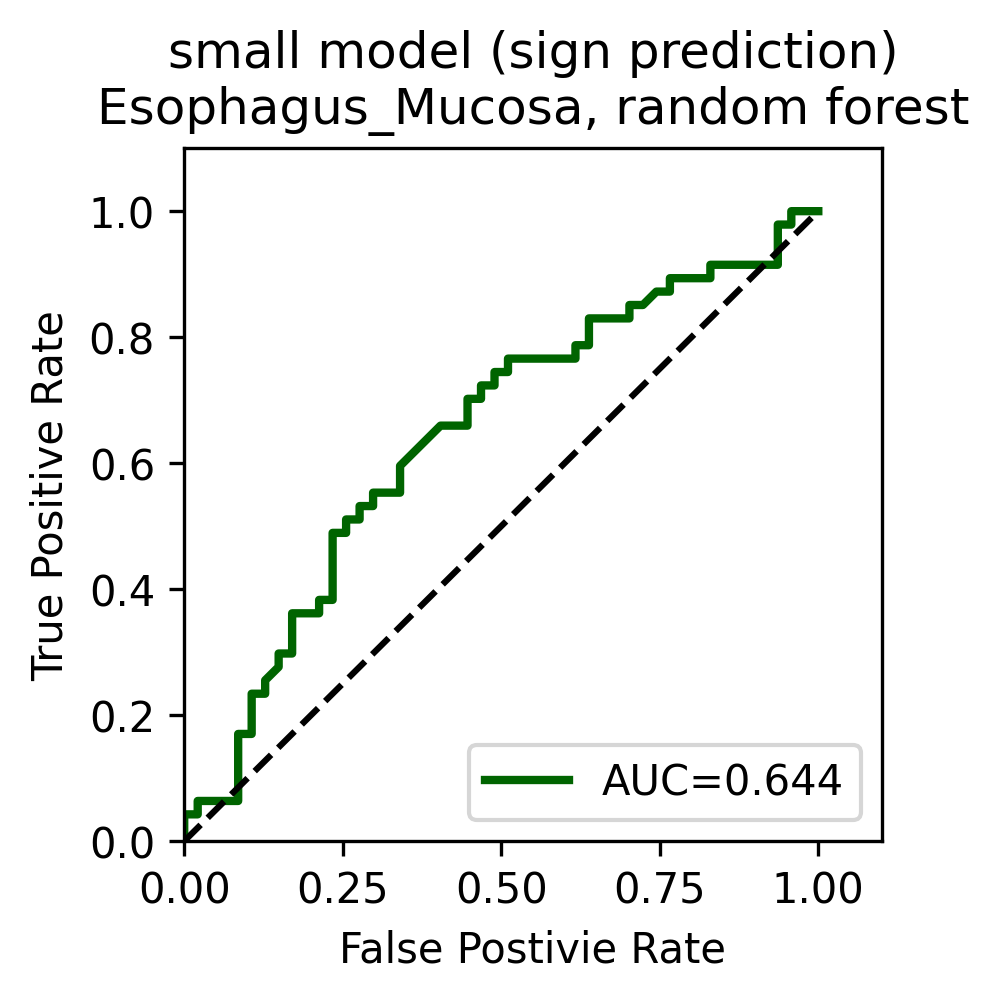 small model (sign prediction)
Esophagus_Mucosa, random forest
1.0
0.8
0.6
0.4
0.2
0.0
True Positive Rate
AUC=0.644
0.00 0.25 0.50 0.75 1.00
False Postivie Rate